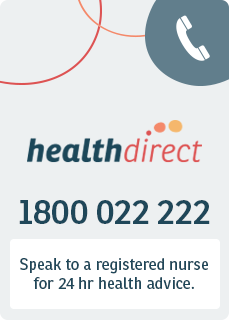 healthdirect
1800 022 222
Speak to a registered nurse
for 24 hr health advice.